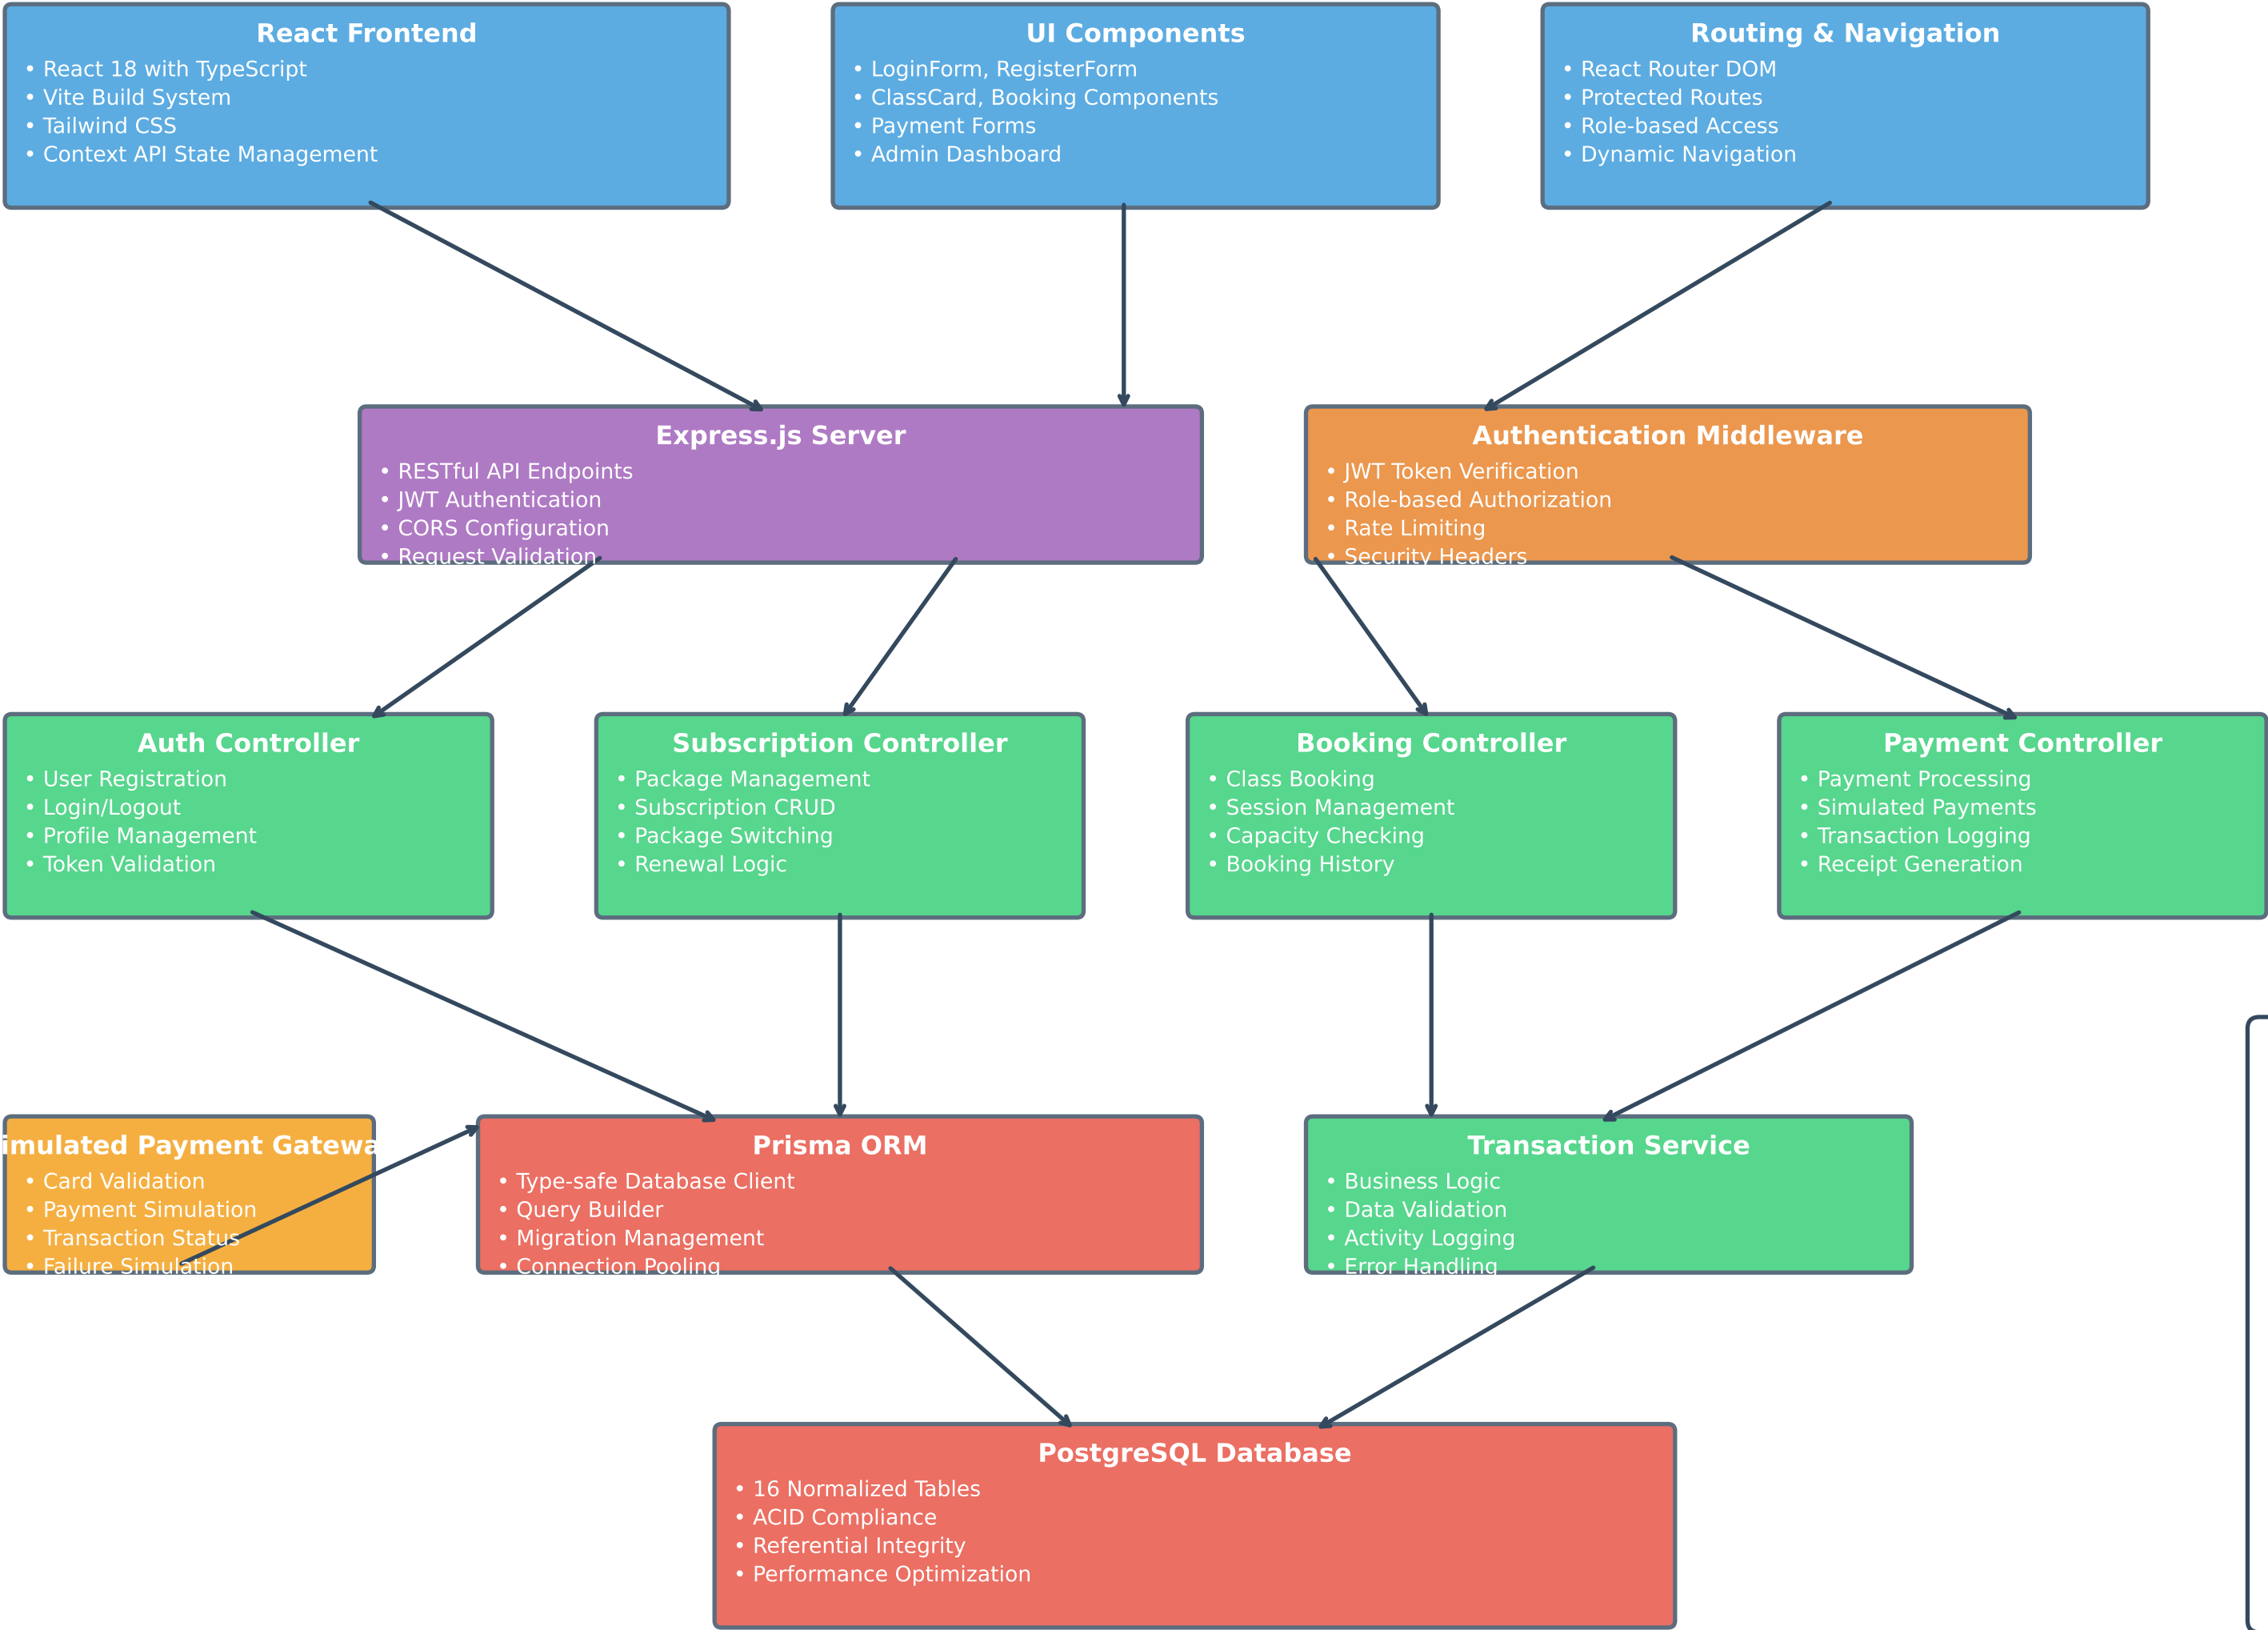 React Frontend
• React 18 with TypeScript
• Vite Build System
• Tailwind CSS
• Context API State Management
UI Components
• LoginForm, RegisterForm
• ClassCard, Booking Components
• Payment Forms
• Admin Dashboard
Routing & Navigation
• React Router DOM
• Protected Routes
• Role-based Access
• Dynamic Navigation
Express.js Server
• RESTful API Endpoints
• JWT Authentication
• CORS Configuration
• Request Validation
Authentication Middleware
• JWT Token Verification
• Role-based Authorization
• Rate Limiting
• Security Headers
Auth Controller
• User Registration
• Login/Logout
• Profile Management
• Token Validation
Subscription Controller
• Package Management
• Subscription CRUD
• Package Switching
• Renewal Logic
Booking Controller
• Class Booking
• Session Management
• Capacity Checking
• Booking History
Payment Controller
• Payment Processing
• Simulated Payments
• Transaction Logging
• Receipt Generation
imulated Payment Gatewa
• Card Validation
• Payment Simulation
• Transaction Status
• Failure Simulation
Prisma ORM
• Type-safe Database Client
• Query Builder
• Migration Management
• Connection Pooling
Transaction Service
• Business Logic
• Data Validation
• Activity Logging
• Error Handling
PostgreSQL Database
• 16 Normalized Tables
• ACID Compliance
• Referential Integrity
• Performance Optimization